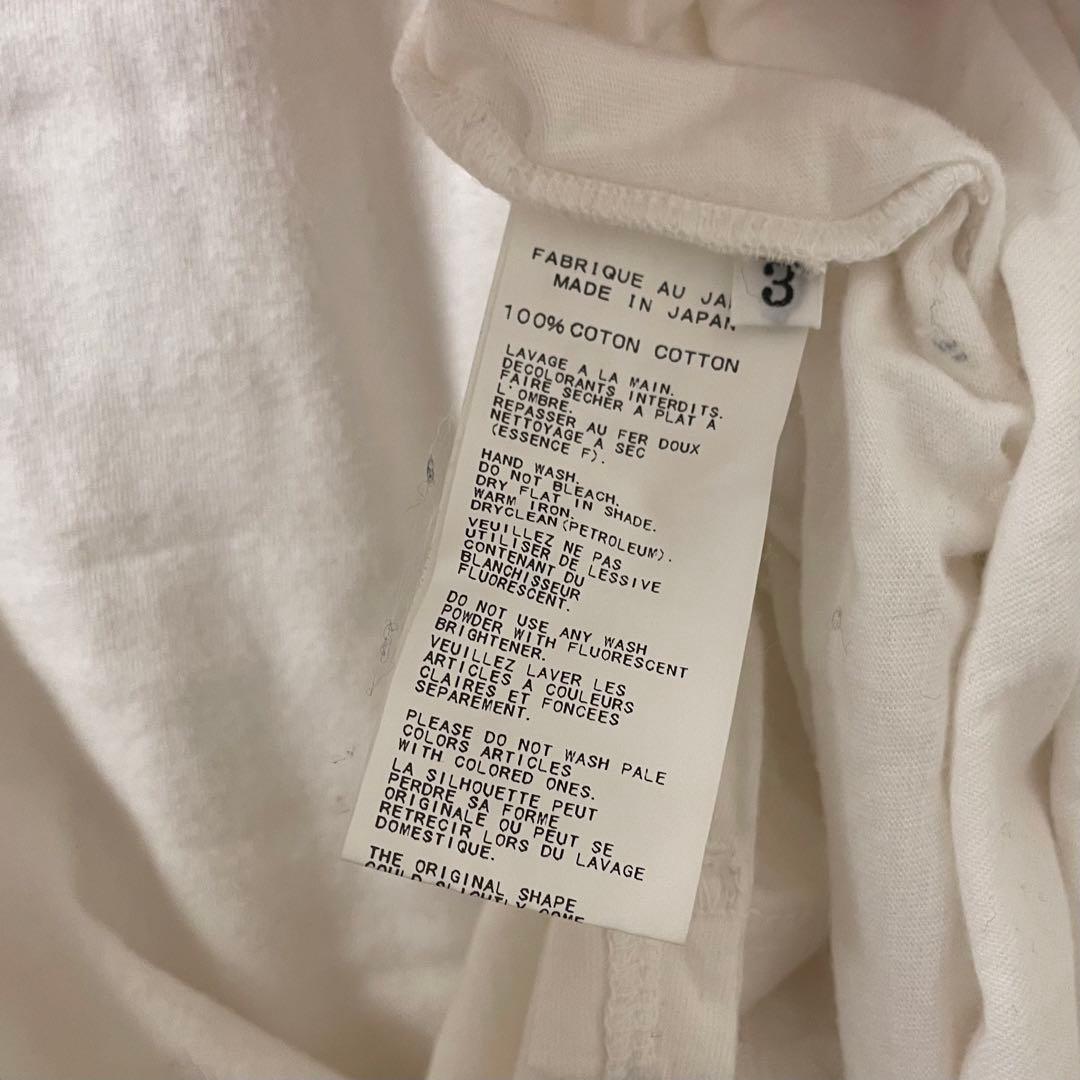 FABRIQUE AU
3
MADE IN JAPAN
100% COTON COTTON
LAVAGE A LA MAIN.
DECOLORANTS INTERDITS.
FAIRE SECHER A PLAT A
L'OMBRE.
REPASSER AU FER DOUX
NETTOYAGE A SEC
(ESSENCE F).
HAND WASH.
DO NOT BLEACH.
DRY FLAT IN SHADE.
WARM IRON.
DRYCLEAN(PETROLEUM).
VEUILLEZ NE PAS
UTILISER DE LESSIVE
CONTENANT DU
BLANCHISSEUR
FLUORESCENT.
DO NOT USE ANY WASH
POWDER WITH FLUORESCENT
BRIGHTENER.
VEUILLEZ LAVER LES
ARTICLES A COULEURS
CLAIRES ET FONCEES
SEPAREMENT.
PLEASE DO NOT WASH PALE
COLORS ARTICLES
WITH COLORED ONES.
LA SILHOUETTE PEUT
PERDRE SA FORME
ORIGINALE OU PEUT SE
RETRECIR LORS DU LAVAGE
DOMESTIQUE.
THE ORIGINAL SHAPE
COULD SLIGHTLY COME